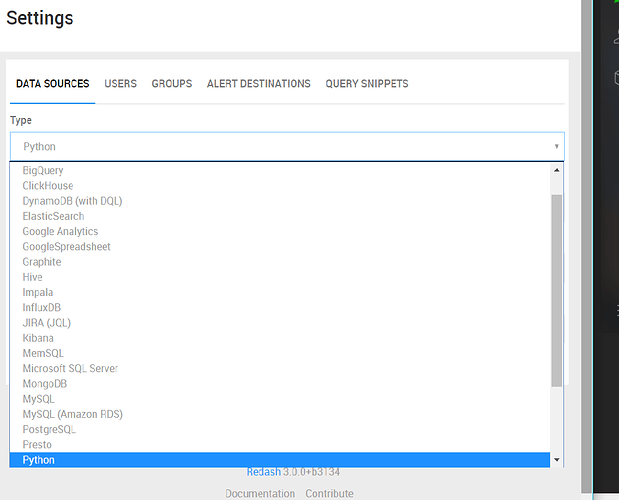 Settings
DATA SOURCES USERS GROUPS ALERT DESTINATIONS QUERY SNIPPETS
Type
Python
BigQuery
ClickHouse
DynamoDB (with DQL)
ElasticSearch
Google Analytics
GoogleSpreadsheet
Graphite
Hive
Impala
InfluxDB
JIRA (JQL)
Kibana
MemSQL
Microsoft SQL Server
MongoDB
MySQL
MySQL (Amazon RDS)
PostgreSQL
Presto
Python
Redash 3.0.0+b3134
Documentation Contribute